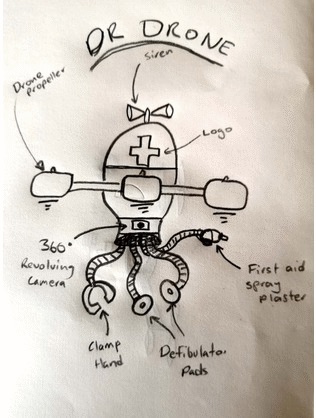 DR DRONE
siren
Drone
propeller
Logo
360°
Revolving
Camera
First aid
spray
plaster
Clamp
Hand
Defibulator
Pads